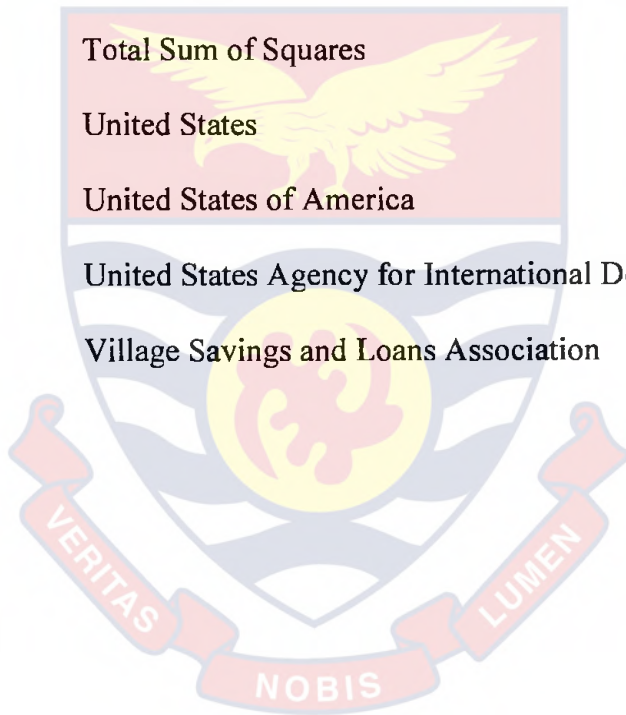 Total Sum of Squares
United States
United States of America
United States Agency for International D
Village Savings and Loans Association
VERITAS
NOBIS
LUMEN